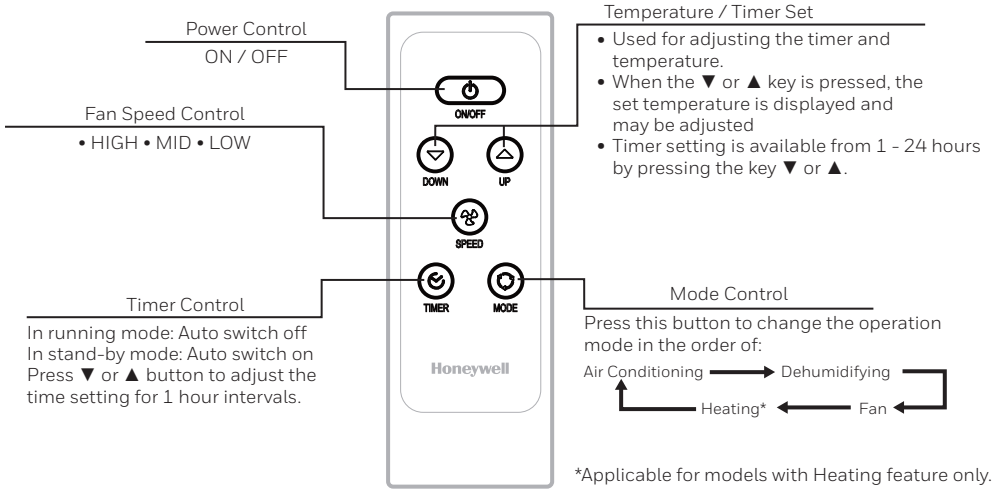 Power Control
ON / OFF
Fan Speed Control
• HIGH • MID • LOW
Timer Control
In running mode: Auto switch off
In stand-by mode: Auto switch on
Press ▼ or ▲ button to adjust the
time setting for 1 hour intervals.
ON/OFF
DOWN
UP
SPEED
TIMER
MODE
Honeywell
Temperature / Timer Set
• Used for adjusting the timer and
temperature.
• When the ▼ or ▲ key is pressed, the
set temperature is displayed and
may be adjusted
• Timer setting is available from 1 - 24 hours
by pressing the key ▼ or ▲.
Mode Control
Press this button to change the operation
mode in the order of:
Air Conditioning
Dehumidifying
Fan
Heating*
*Applicable for models with Heating feature only.